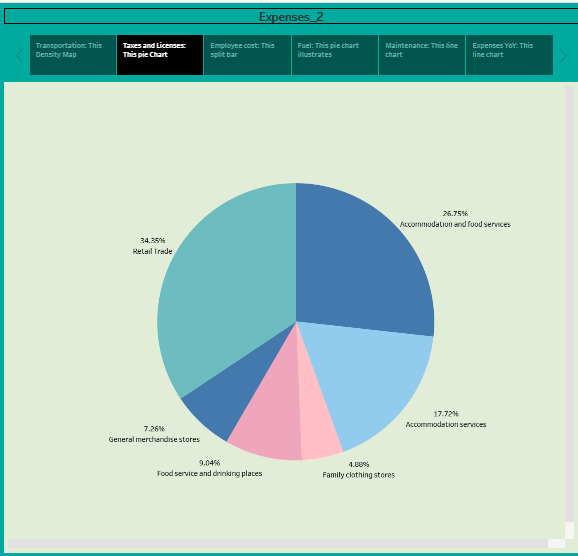 Expenses_2
Transportation: This
Density Map
Taxes and Licenses:
This pie Chart
Employee cost: This
split bar
Fuel: This pie chart
illustrates
Maintenance: This line
chart
Expenses YoY: This
line chart
26.75%
Accommodation and food services
34.35%
Retail Trade
17.72%
Accommodation services
7.26%
General merchandise stores
9.04%
Food service and drinking places
4.88%
Family clothing stores